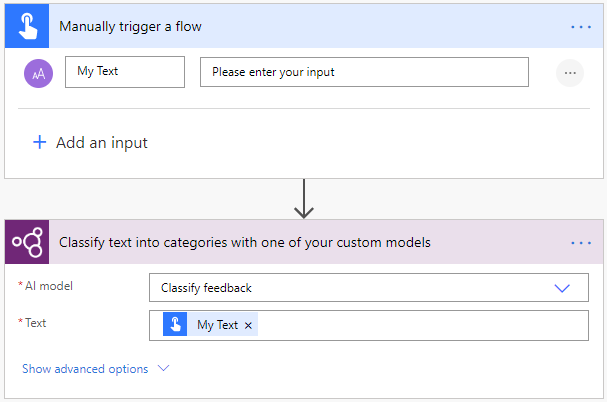 Manually trigger a flow
AA
My Text
Please enter your input
Add an input
Classify text into categories with one of your custom models
* AI model
Classify feedback
* Text
My Text
Show advanced options